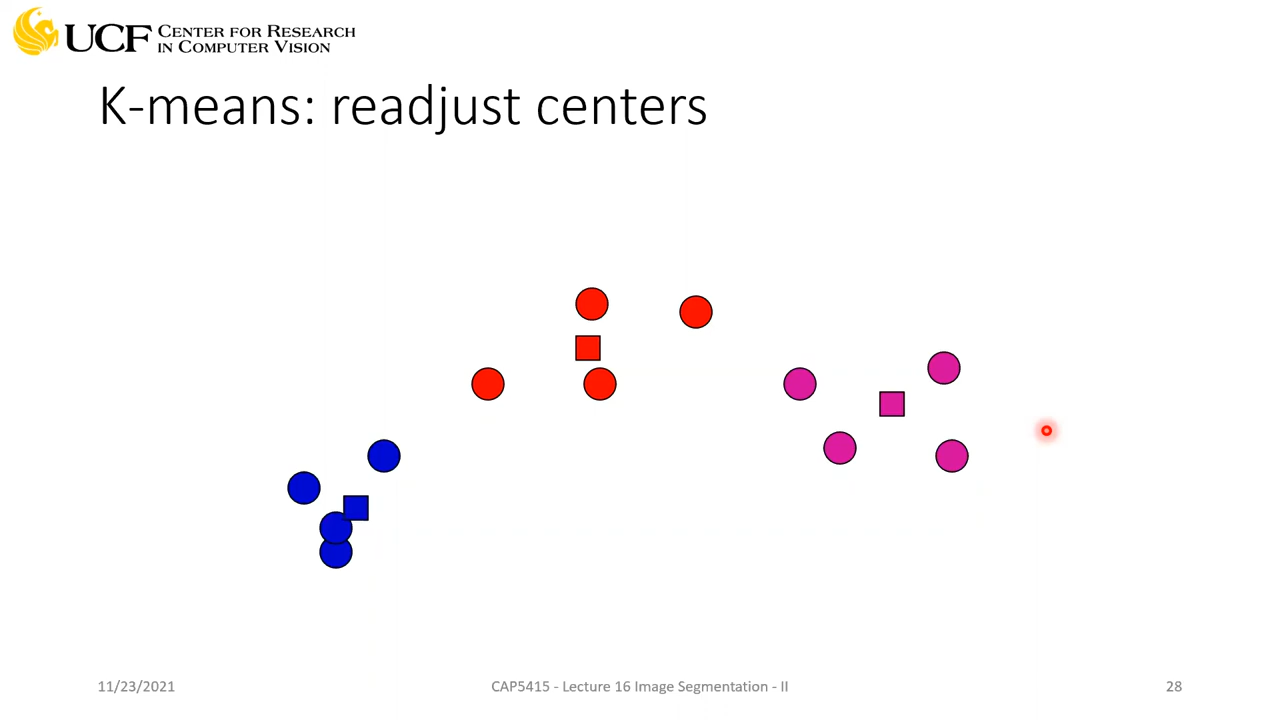 UCF CENTER FOR RESEARCH
IN COMPUTER VISION
K-means: readjust centers
11/23/2021
CAP5415 - Lecture 16 Image Segmentation - II
28